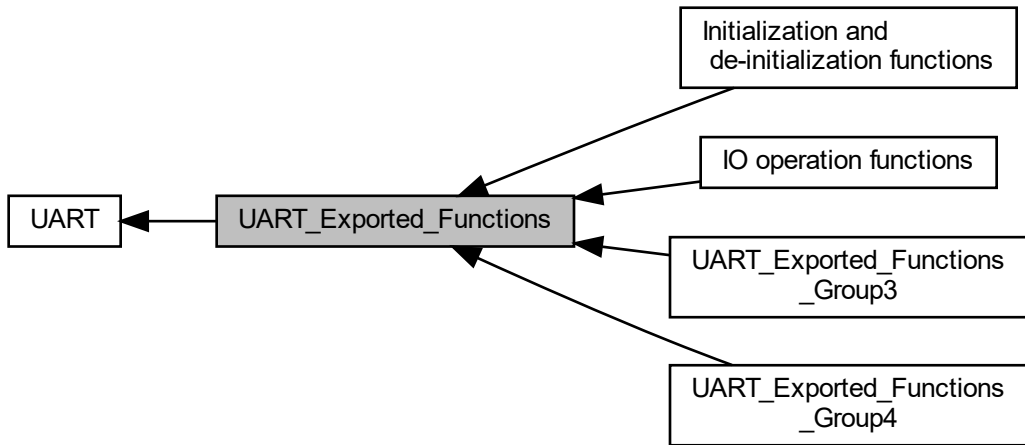 Initialization and
de-initialization functions
IO operation functions
UART
UART_Exported_Functions
UART_Exported_Functions
_Group3
UART_Exported_Functions
_Group4